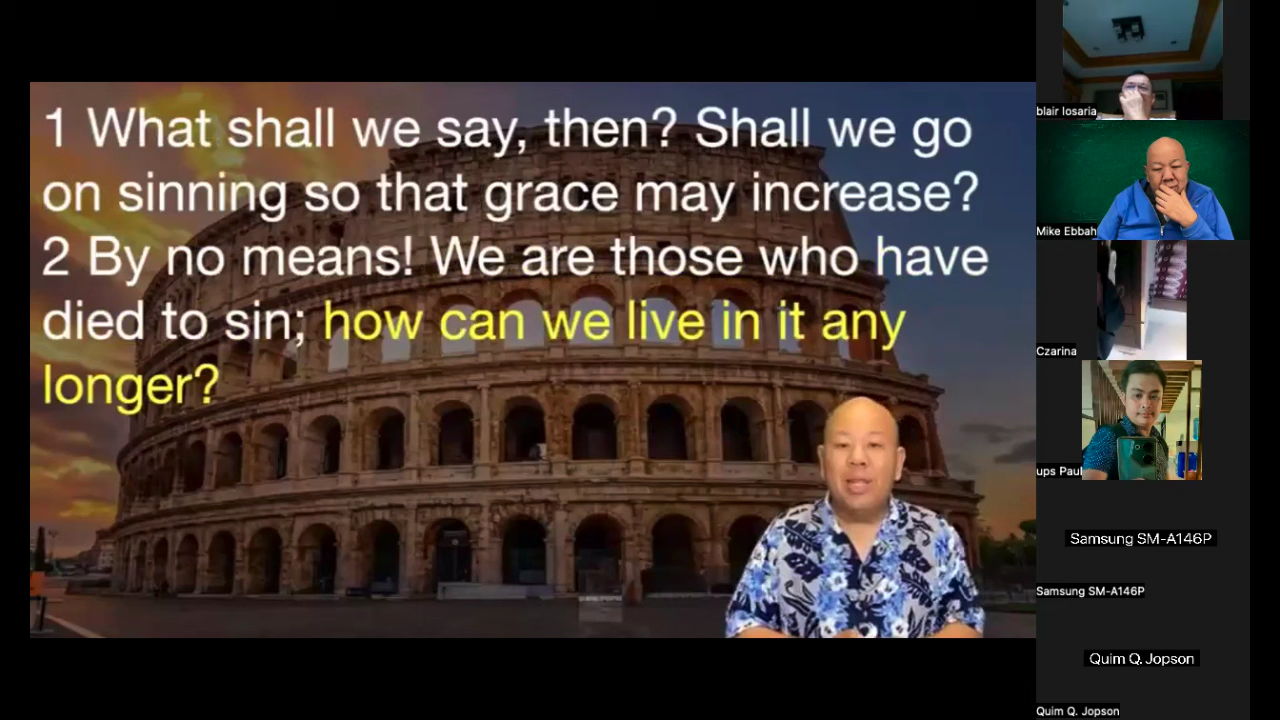 1 What shall we say, then? Shall we go
on sinning so that grace may increase?
2 By no means! We are those who have
died to sin; how can we live in it any
longer?
blair losaria
Mike Ebbah
Czarina
ups Paul
Samsung SM-A146P
Samsung SM-A146P
Quim Q. Jopson
Quim Q. Jopson